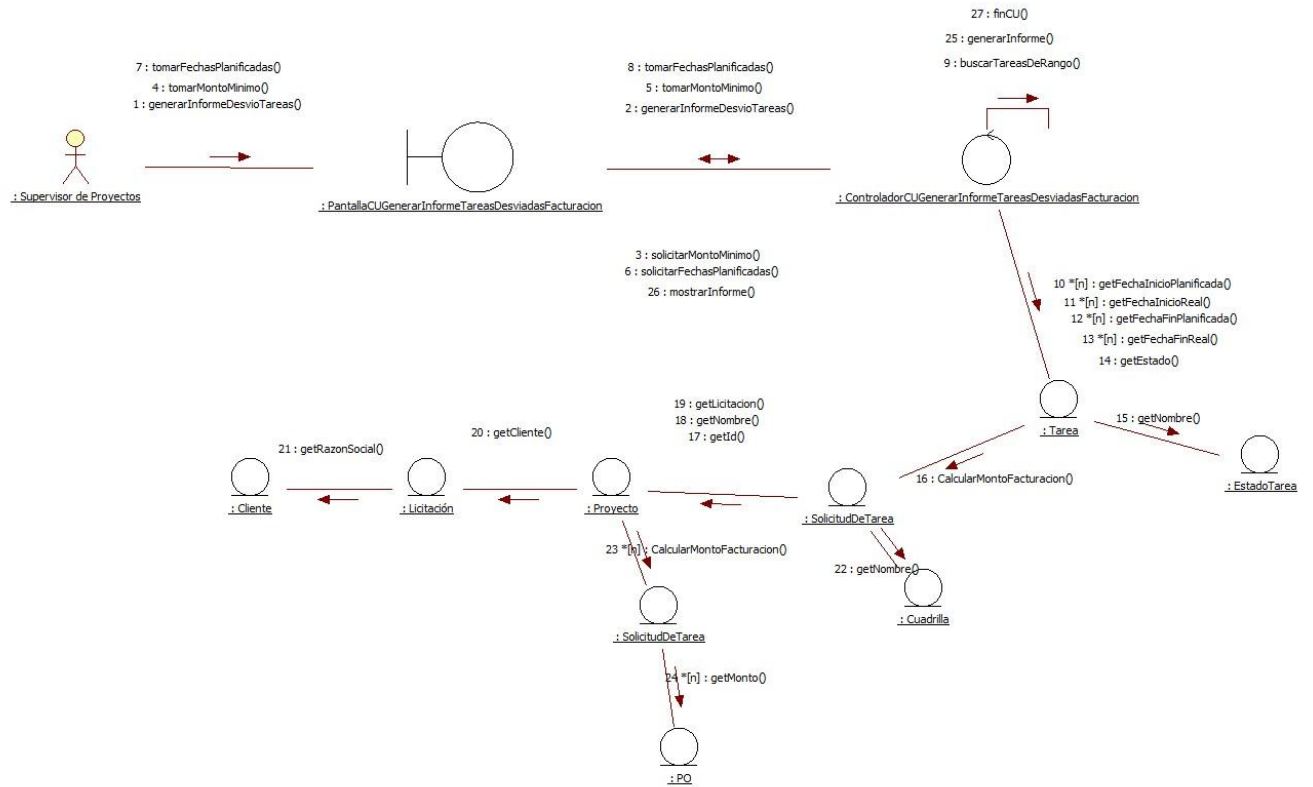 27 : finCU()
25 : generarInforme()
9 : buscarTareasDeRango()
7 : tomarFechasPlanificadas()
4 : tomarMontoMinimo()
1 : generarInformeDesvioTareas()
8 : tomarFechasPlanificadas()
5 : tomarMontoMinimo()
2 : generarInformeDesvioTareas()
: Supervisor de Proyectos
: PantallaCUGenerarInformeTareasDesviadasFacturacion
: ControladorCUGenerarInformeTareasDesviadasFacturacion
3 : solicitarMontoMinimo()
6 : solicitarFechasPlanificadas()
26 : mostrarInforme()
10 *[n] : getFechaInicioPlanificada()
11 *[n] : getFechaInicioReal()
12 *[n] : getFechaFinPlanificada()
13 *[n] : getFechaFinReal()
14 : getEstado()
19 : getLicitacion()
18 : getNombre()
17 : getId()
20 : getCliente()
21 : getRazonSocial()
15 : getNombre()
: Tarea
16 : CalcularMontoFacturacion()
: EstadoTarea
: Cliente
: Licitación
: Proyecto
: SolicitudDeTarea
23 *[n] : CalcularMontoFacturacion()
22 : getNombre()
: Cuadrilla
: SolicitudDeTarea
24 *[n] : getMonto()
: PO